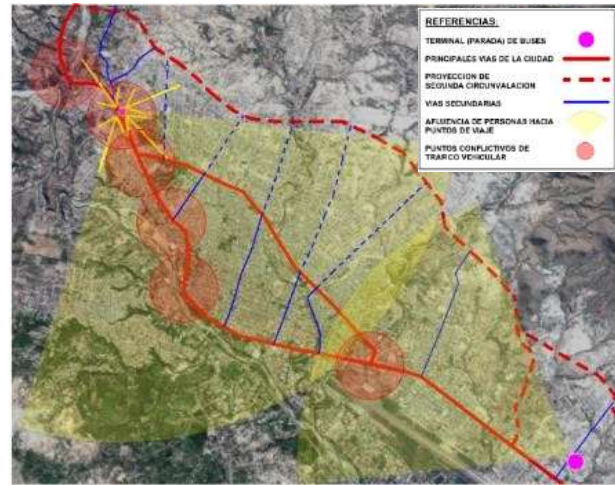 REFERENCIAS:
TERMINAL (PARADA) DE BUSES
PRINCIPALES VIAS DE LA CIUDAD
PROYECCION DE
SEGUNDA CIRCUNVALACION
VIAS SECUNDARIAS
AFLUENCIA DE PERSONAS HACIA
PUNTOS DE VIAJE
PUNTOS CONFLICTIVOS DE
TRAFICO VEHICULAR